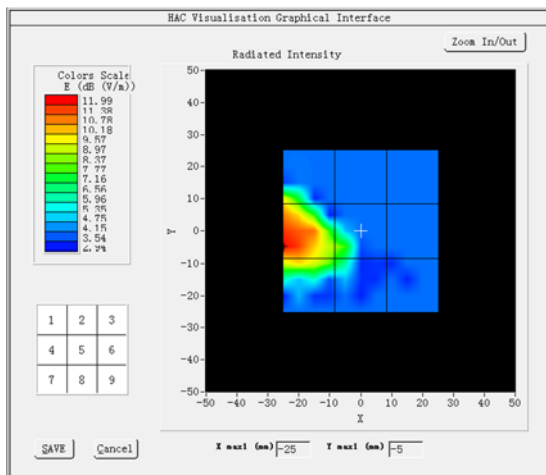 HAC Visualisation Graphical Interface
Zoom In/Out
Radiated Intensity
Colors Scale
E (dB (V/m))
11.99
11.38
10.78
10.18
9.57
8.97
8.37
7.77
7.16
6.56
5.96
5.35
4.75
4.15
3.54
2.94
50
40
30
20
10
0
-10
-20
-30
-40
-50
Y
-50 -40 -30 -20 -10 0 10 20 30 40 50
X
1 2 3
4 5 6
7 8 9
SAVE Cancel
X max1 (mm) -25 Y max1 (mm) -5